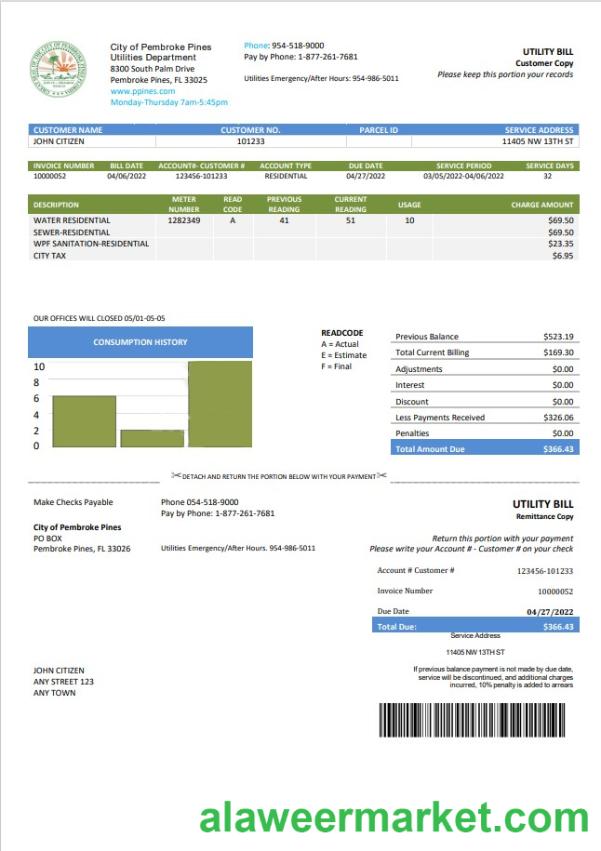 City of Pembroke Pines
Utilities Department
8300 South Palm Drive
Pembroke Pines, FL 33025
www.ppines.com
Monday-Thursday 7am-5:45pm
Phone: 954-518-9000
Pay by Phone: 1-877-261-7681
Utilities Emergency/After Hours: 954-986-5011
UTILITY BILL
Customer Copy
Please keep this portion your records
CUSTOMER NAME CUSTOMER NO. PARCEL ID SERVICE ADDRESS
JOHN CITIZEN 101233 11405 NW 13TH ST
INVOICE NUMBER BILL DATE ACCOUNT#- CUSTOMER # ACCOUNT TYPE DUE DATE SERVICE PERIOD SERVICE DAYS
10000052 04/06/2022 123456-101233 RESIDENTIAL 04/27/2022 03/05/2022-04/06/2022 32
DESCRIPTION METER NUMBER READ CODE PREVIOUS READING CURRENT READING USAGE CHARGE AMOUNT
WATER RESIDENTIAL 1282349 A 41 51 10 $69.50
SEWER-RESIDENTIAL $69.50
WPF SANITATION-RESIDENTIAL $23.35
CITY TAX $6.95
OUR OFFICES WILL CLOSED 05/01-05-05
CONSUMPTION HISTORY
10
8
6
4
2
0
READCODE
A = Actual
E = Estimate
F = Final
Previous Balance $523.19
Total Current Billing $169.30
Adjustments $0.00
Interest $0.00
Discount $0.00
Less Payments Received $326.06
Penalties $0.00
Total Amount Due $366.43
DETACH AND RETURN THE PORTION BELOW WITH YOUR PAYMENT
Make Checks Payable
City of Pembroke Pines
PO BOX
Pembroke Pines, FL 33026
Phone 054-518-9000
Pay by Phone: 1-877-261-7681
Utilities Emergency/After Hours. 954-986-5011
UTILITY BILL
Remittance Copy
Return this portion with your payment
Please write your Account # - Customer # on your check
Account # Customer # 123456-101233
Invoice Number 10000052
Due Date 04/27/2022
Total Due: $366.43
Service Address
11405 NW 13TH ST
JOHN CITIZEN
ANY STREET 123
ANY TOWN
If previous balance payment is not made by due date,
service will be discontinued, and additional charges
incurred, 10% penalty is added to arrears
alaweermarket.com